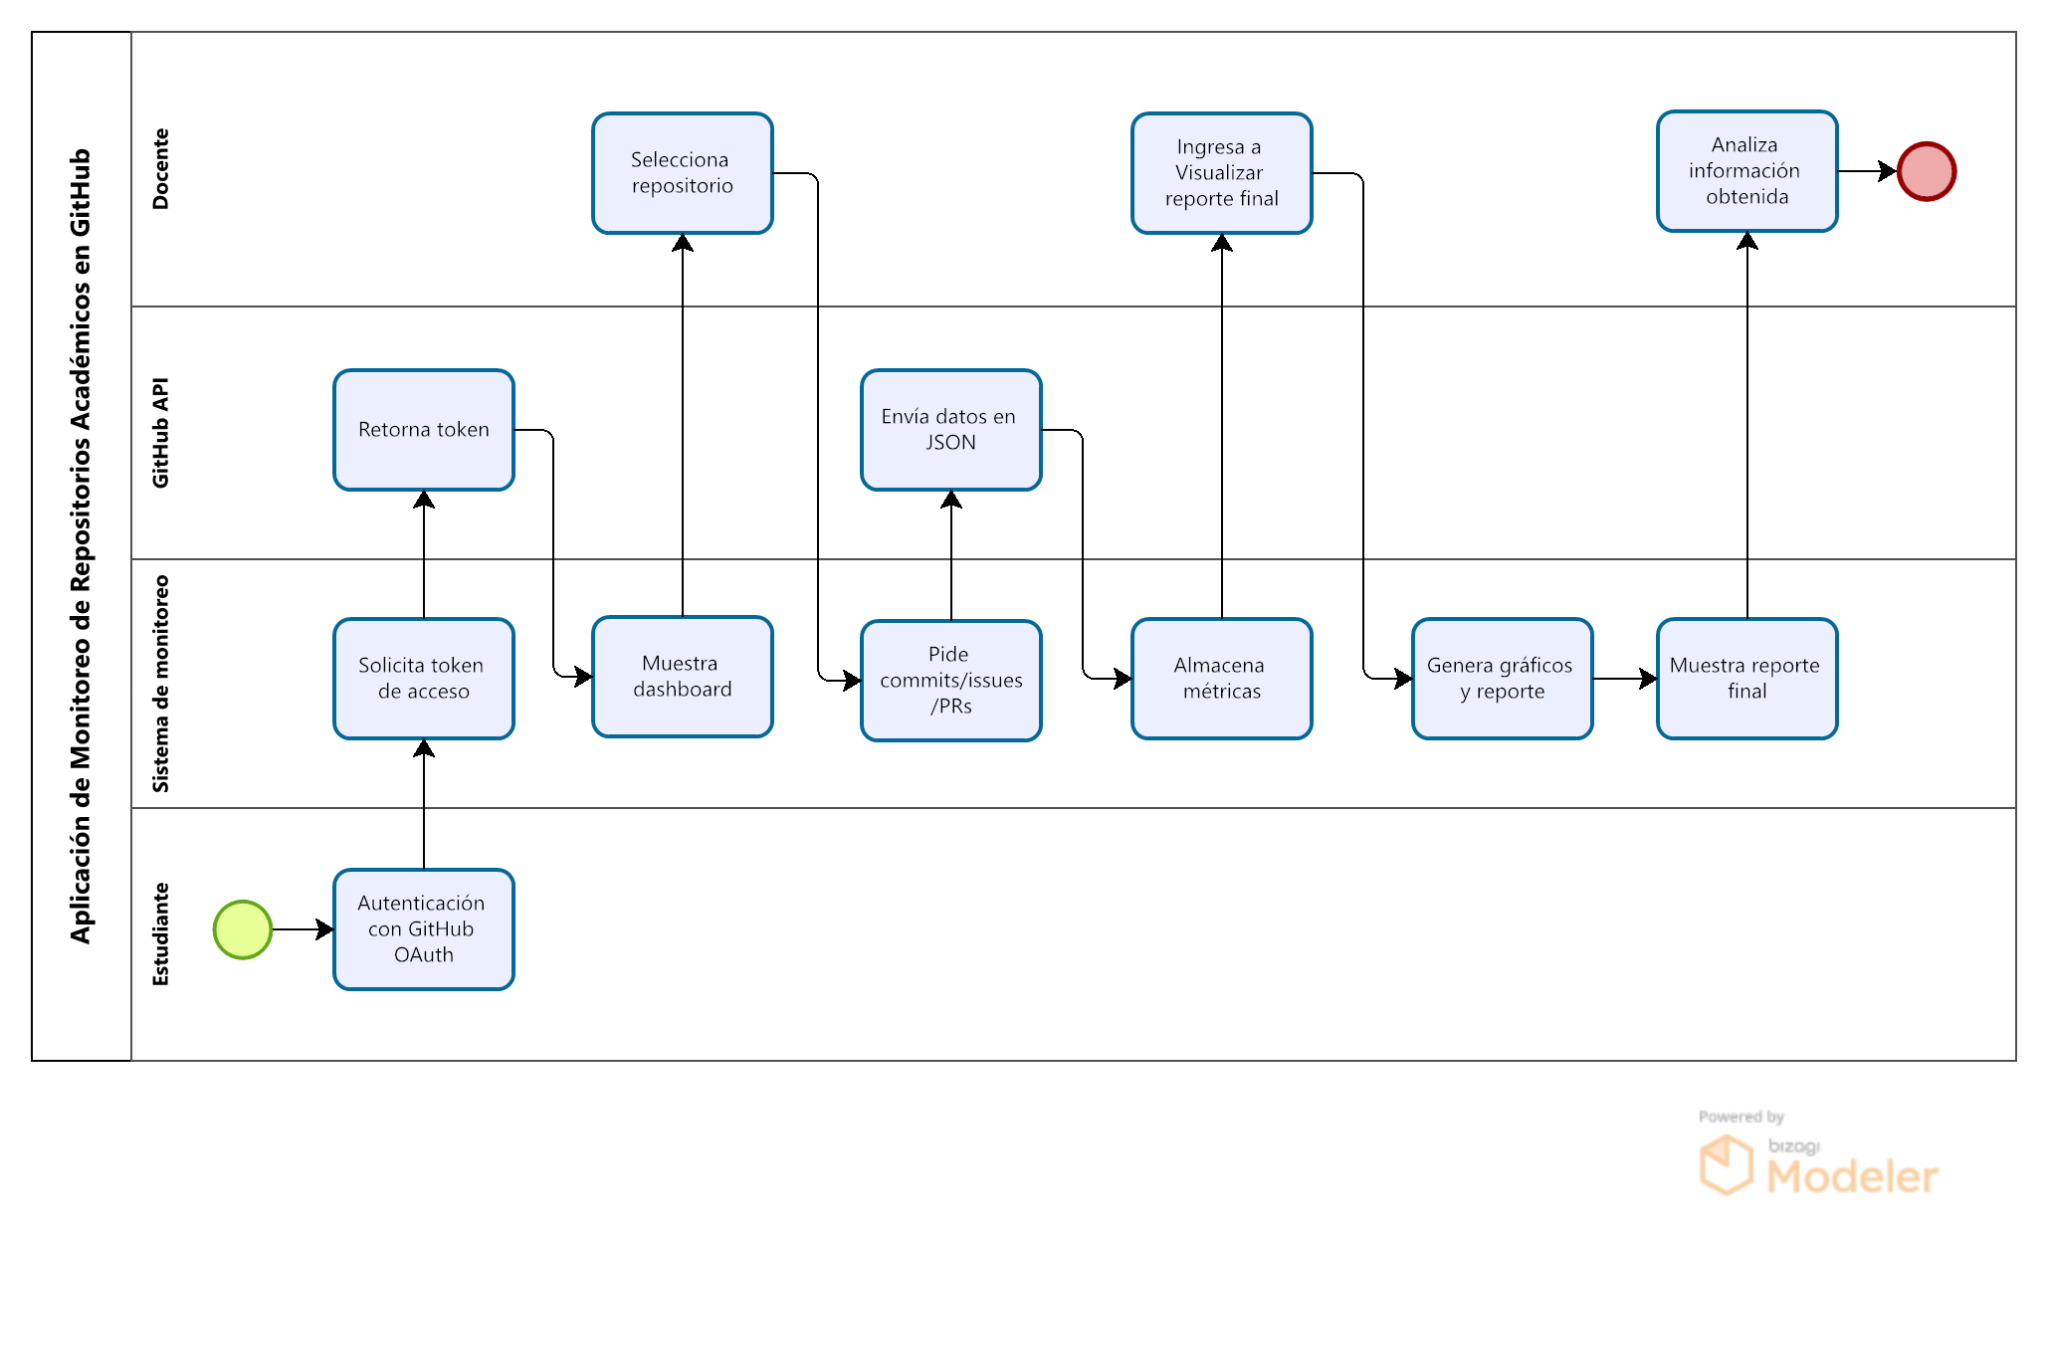 Aplicación de Monitoreo de Repositorios Académicos en GitHub
Docente
Selecciona
repositorio
Ingresa a
Visualizar
reporte final
Analiza
información
obtenida
GitHub API
Retorna token
Envía datos en
JSON
Sistema de monitoreo
Solicita token
de acceso
Muestra
dashboard
Pide
commits/issues
/PRs
Almacena
métricas
Genera gráficos
y reporte
Muestra reporte
final
Estudiante
Autenticación
con GitHub
OAuth
Powered by
bizagi
Modeler